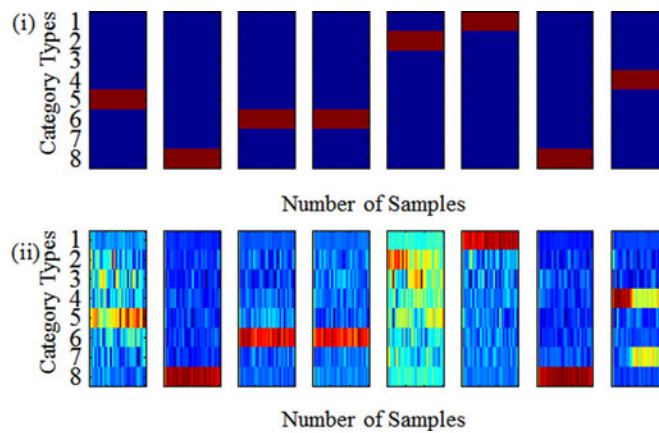 (i)
Category Types
1
2
3
4
5
6
7
8
Number of Samples
(ii)
Category Types
1
2
3
4
5
6
7
8
Number of Samples